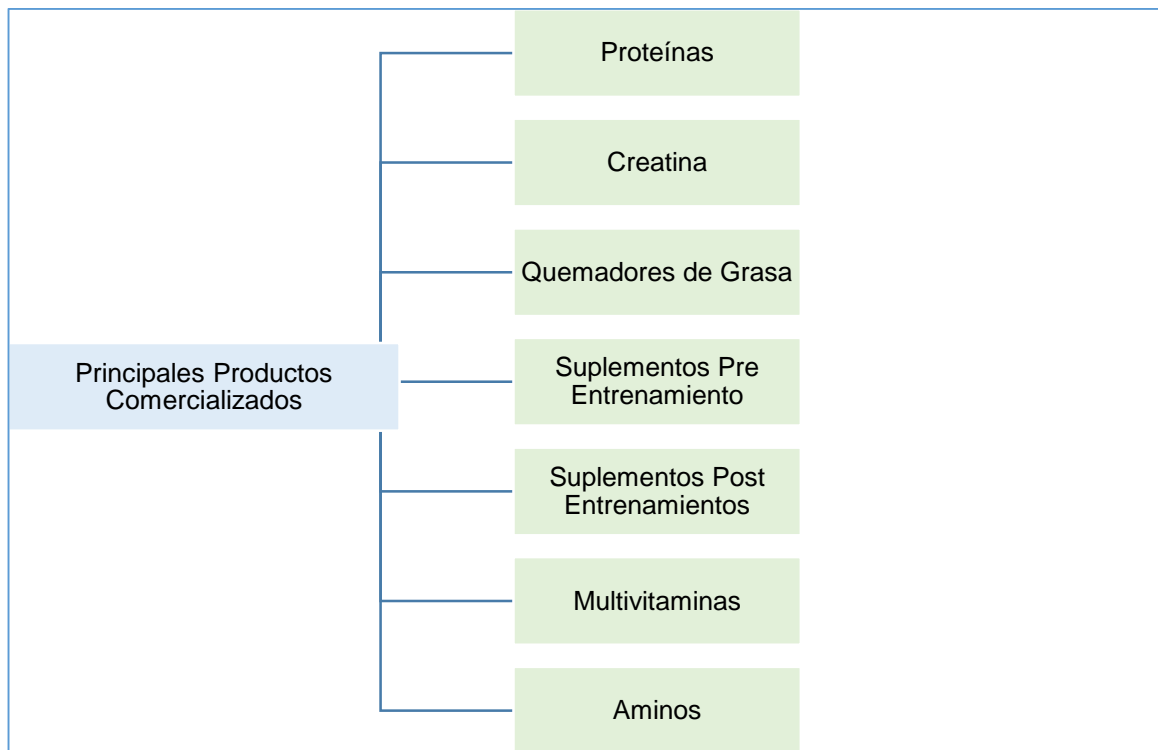 Proteínas
Creatina
Quemadores de Grasa
Principales Productos
Comercializados
Suplementos Pre
Entrenamiento
Suplementos Post
Entrenamientos
Multivitaminas
Aminos